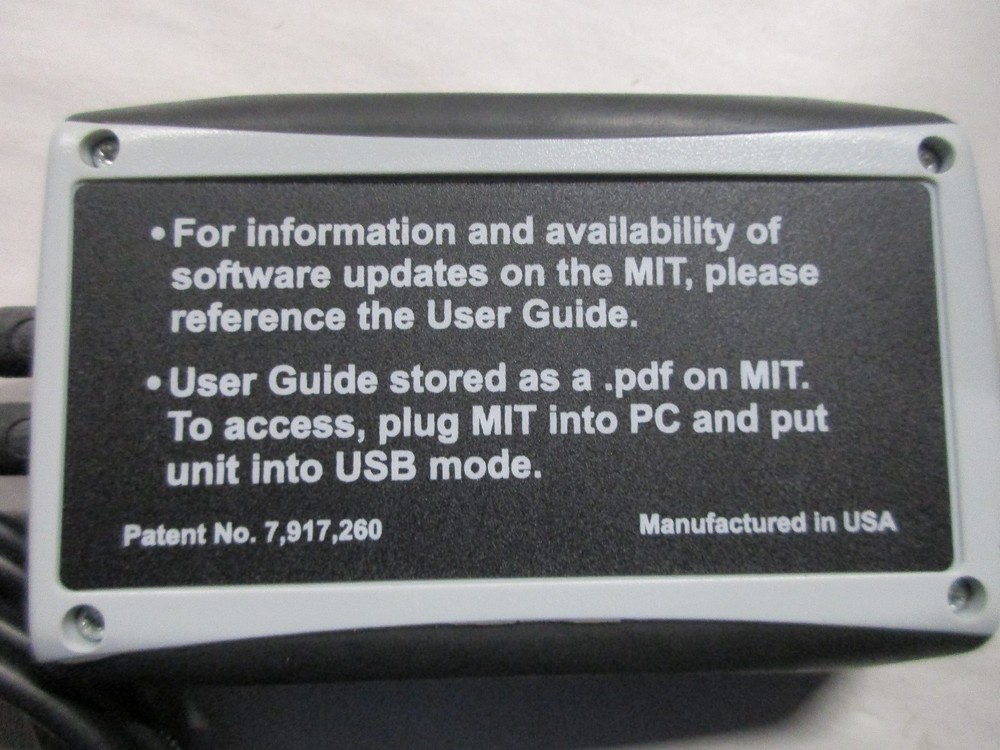 • For information and availability of
software updates on the MIT, please
reference the User Guide.
• User Guide stored as a .pdf on MIT.
To access, plug MIT into PC and put
unit into USB mode.
Patent No. 7,917,260 Manufactured in USA